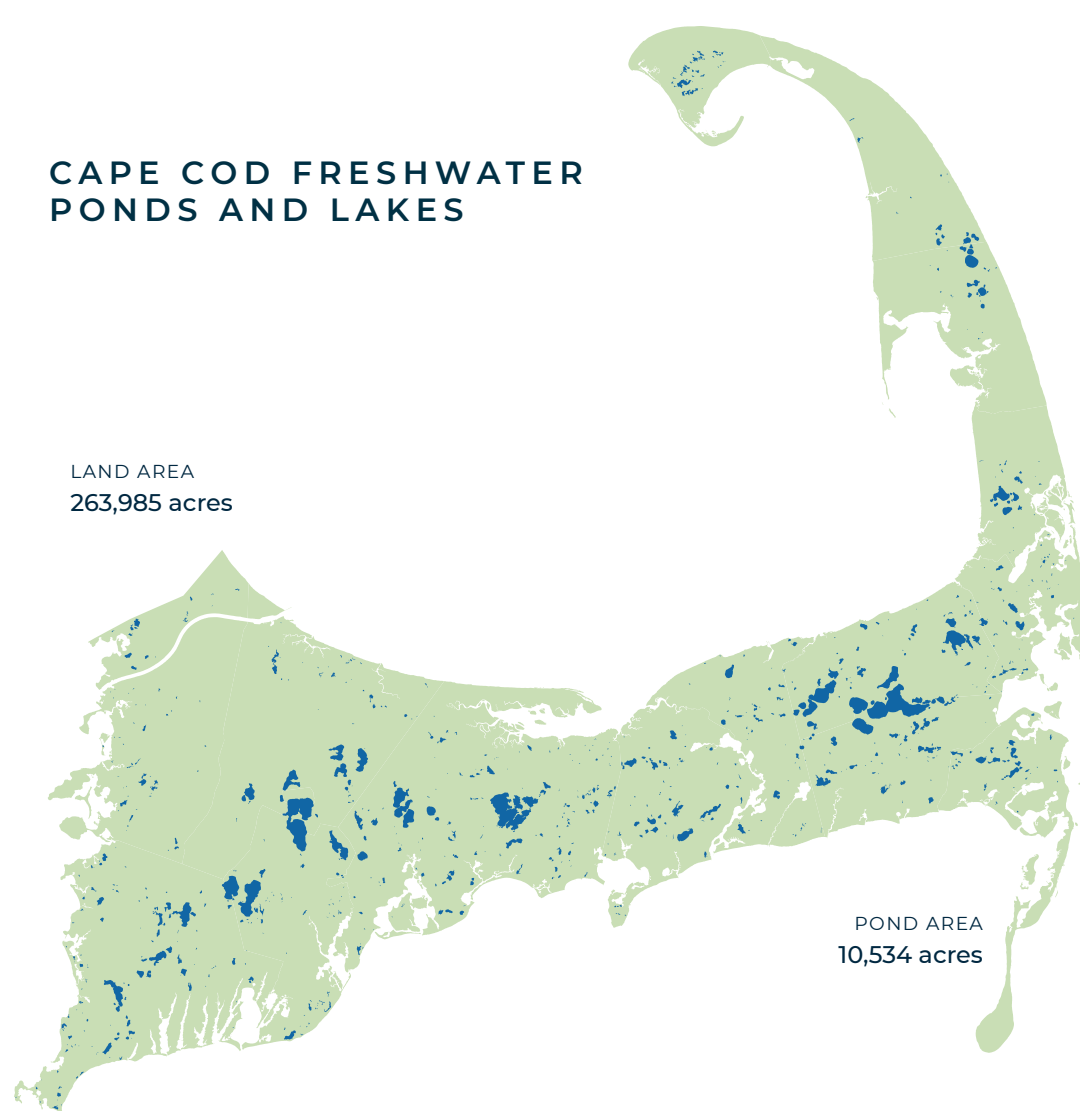 CAPE COD FRESHWATER
PONDS AND LAKES
LAND AREA
263,985 acres
POND AREA
10,534 acres